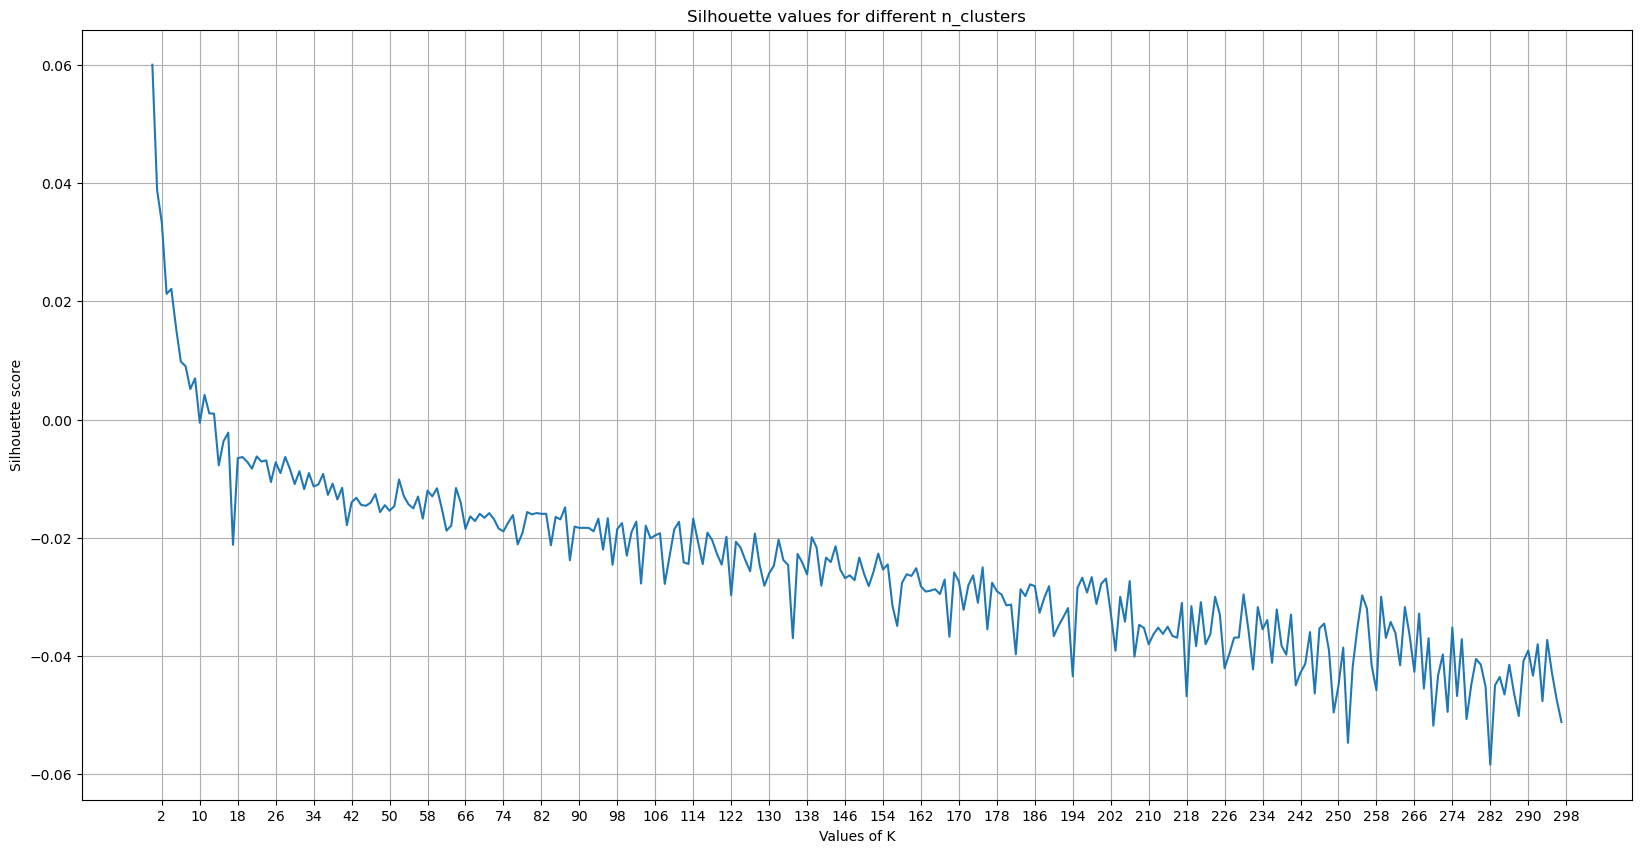 Silhouette values for different n_clusters
Silhouette score
0.06
0.04
0.02
0.00
−0.02
−0.04
−0.06
2 10 18 26 34 42 50 58 66 74 82 90 98 106 114 122 130 138 146 154 162 170 178 186 194 202 210 218 226 234 242 250 258 266 274 282 290 298
Values of K